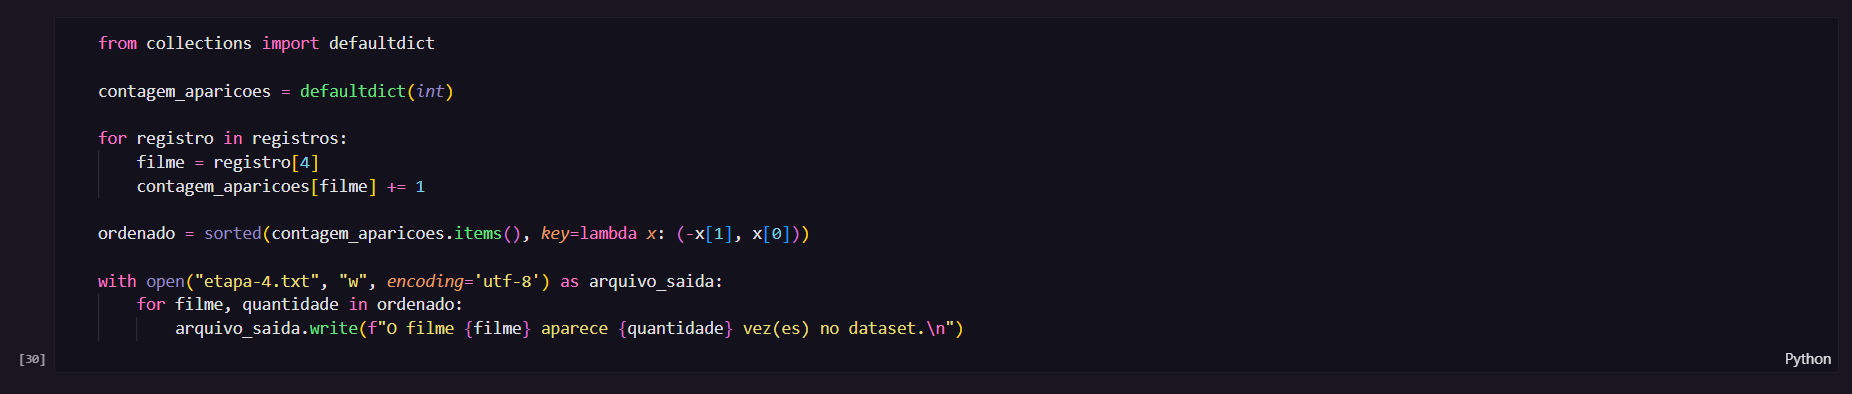 from collections import defaultdict
contagem_aparicoes = defaultdict(int)
for registro in registros:
    filme = registro[4]
    contagem_aparicoes[filme] += 1
ordenado = sorted(contagem_aparicoes.items(), key=lambda x: (-x[1], x[0]))
with open("etapa-4.txt", "w", encoding='utf-8') as arquivo_saida:
    for filme, quantidade in ordenado:
        arquivo_saida.write(f"O filme {filme} aparece {quantidade} vez(es) no dataset.\n")
[30]
Python